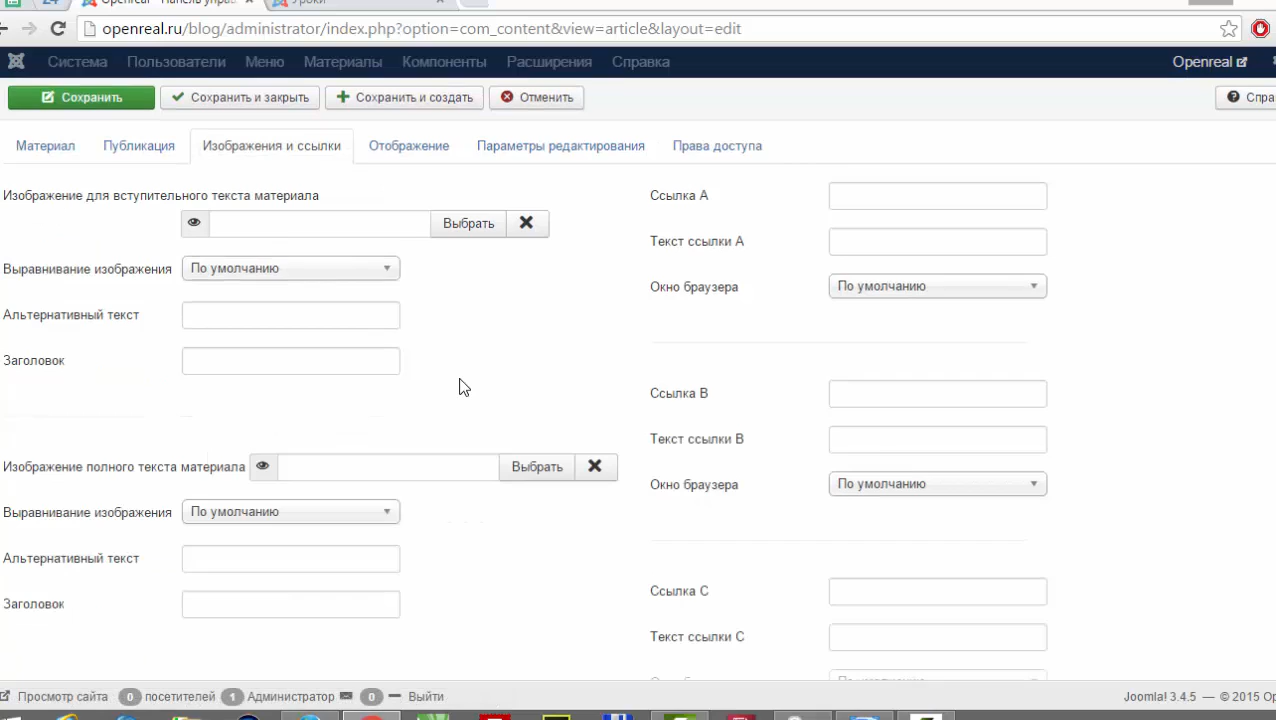 24 Openreal - Панель управ
openreal.ru/blog/administrator/index.php?option=com_content&view=article&layout=edit
Система Пользователи Меню Материалы Компоненты Расширения Справка Openreal
Сохранить Сохранить и закрыть Сохранить и создать Отменить
Материал Публикация Изображения и ссылки Отображение Параметры редактирования Права доступа
Изображение для вступительного текста материала
Выбрать
Выравнивание изображения По умолчанию
Альтернативный текст
Заголовок
Изображение полного текста материала Выбрать
Выравнивание изображения По умолчанию
Альтернативный текст
Заголовок
Ссылка A
Текст ссылки A
Окно браузера По умолчанию
Ссылка B
Текст ссылки B
Окно браузера По умолчанию
Ссылка C
Текст ссылки C
Просмотр сайта 0 посетителей 1 Администратор 0 Выйти Joomla! 3.4.5 — © 2015 Op